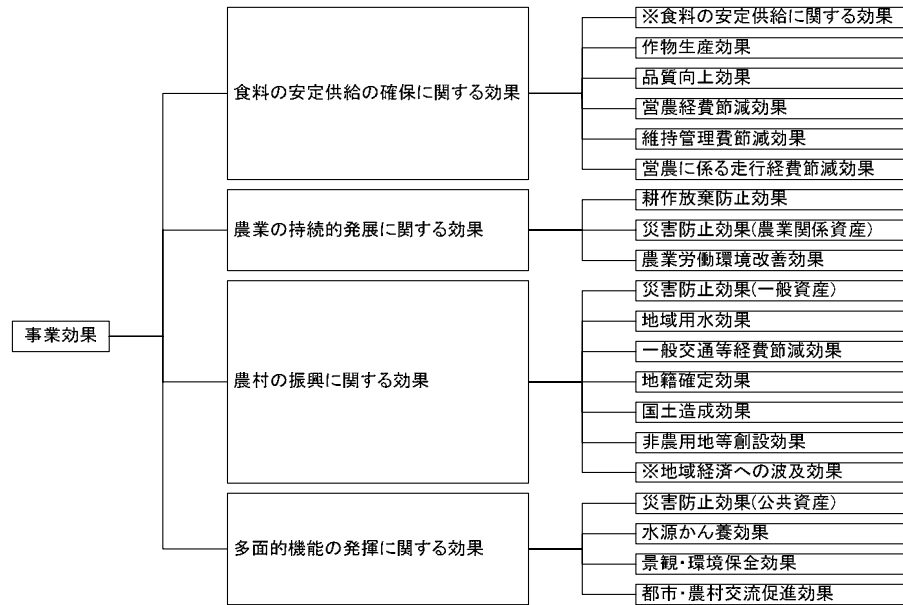 事業効果
食料の安定供給の確保に関する効果
※食料の安定供給に関する効果
作物生産効果
品質向上効果
営農経費節減効果
維持管理費節減効果
営農に係る走行経費節減効果
農業の持続的発展に関する効果
耕作放棄防止効果
災害防止効果(農業関係資産)
農業労働環境改善効果
農村の振興に関する効果
災害防止効果(一般資産)
地域用水効果
一般交通等経費節減効果
地籍確定効果
国土造成効果
非農用地等創設効果
※地域経済への波及効果
多面的機能の発揮に関する効果
災害防止効果(公共資産)
水源かん養効果
景観・環境保全効果
都市・農村交流促進効果